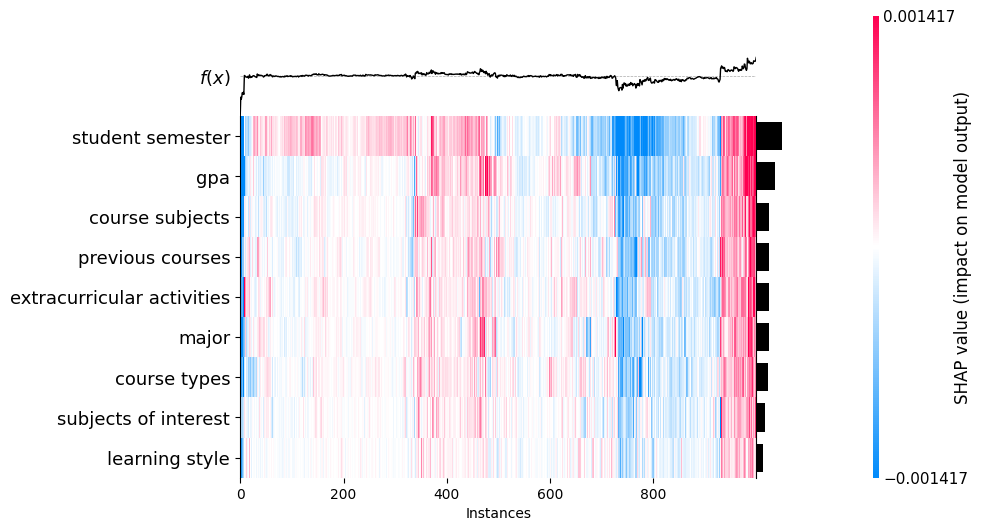 0.001417
f(x)
student semester
gpa
course subjects
previous courses
extracurricular activities
major
course types
subjects of interest
learning style
0 200 400 600 800
Instances
SHAP value (impact on model output)
−0.001417